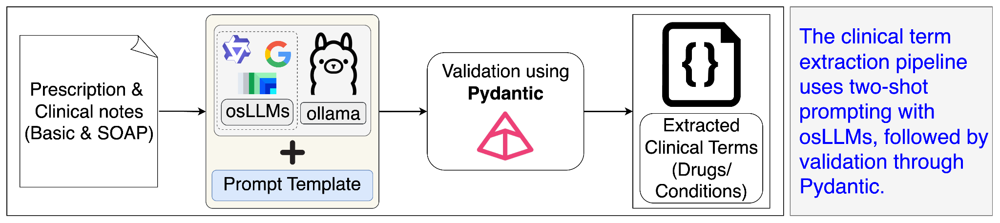 Prescription &
Clinical notes
(Basic & SOAP)
osLLMs
ollama
Prompt Template
Validation using
Pydantic
{}
Extracted
Clinical Terms
(Drugs/
Conditions)
The clinical term
extraction pipeline
uses two-shot
prompting with
osLLMs, followed by
validation through
Pydantic.